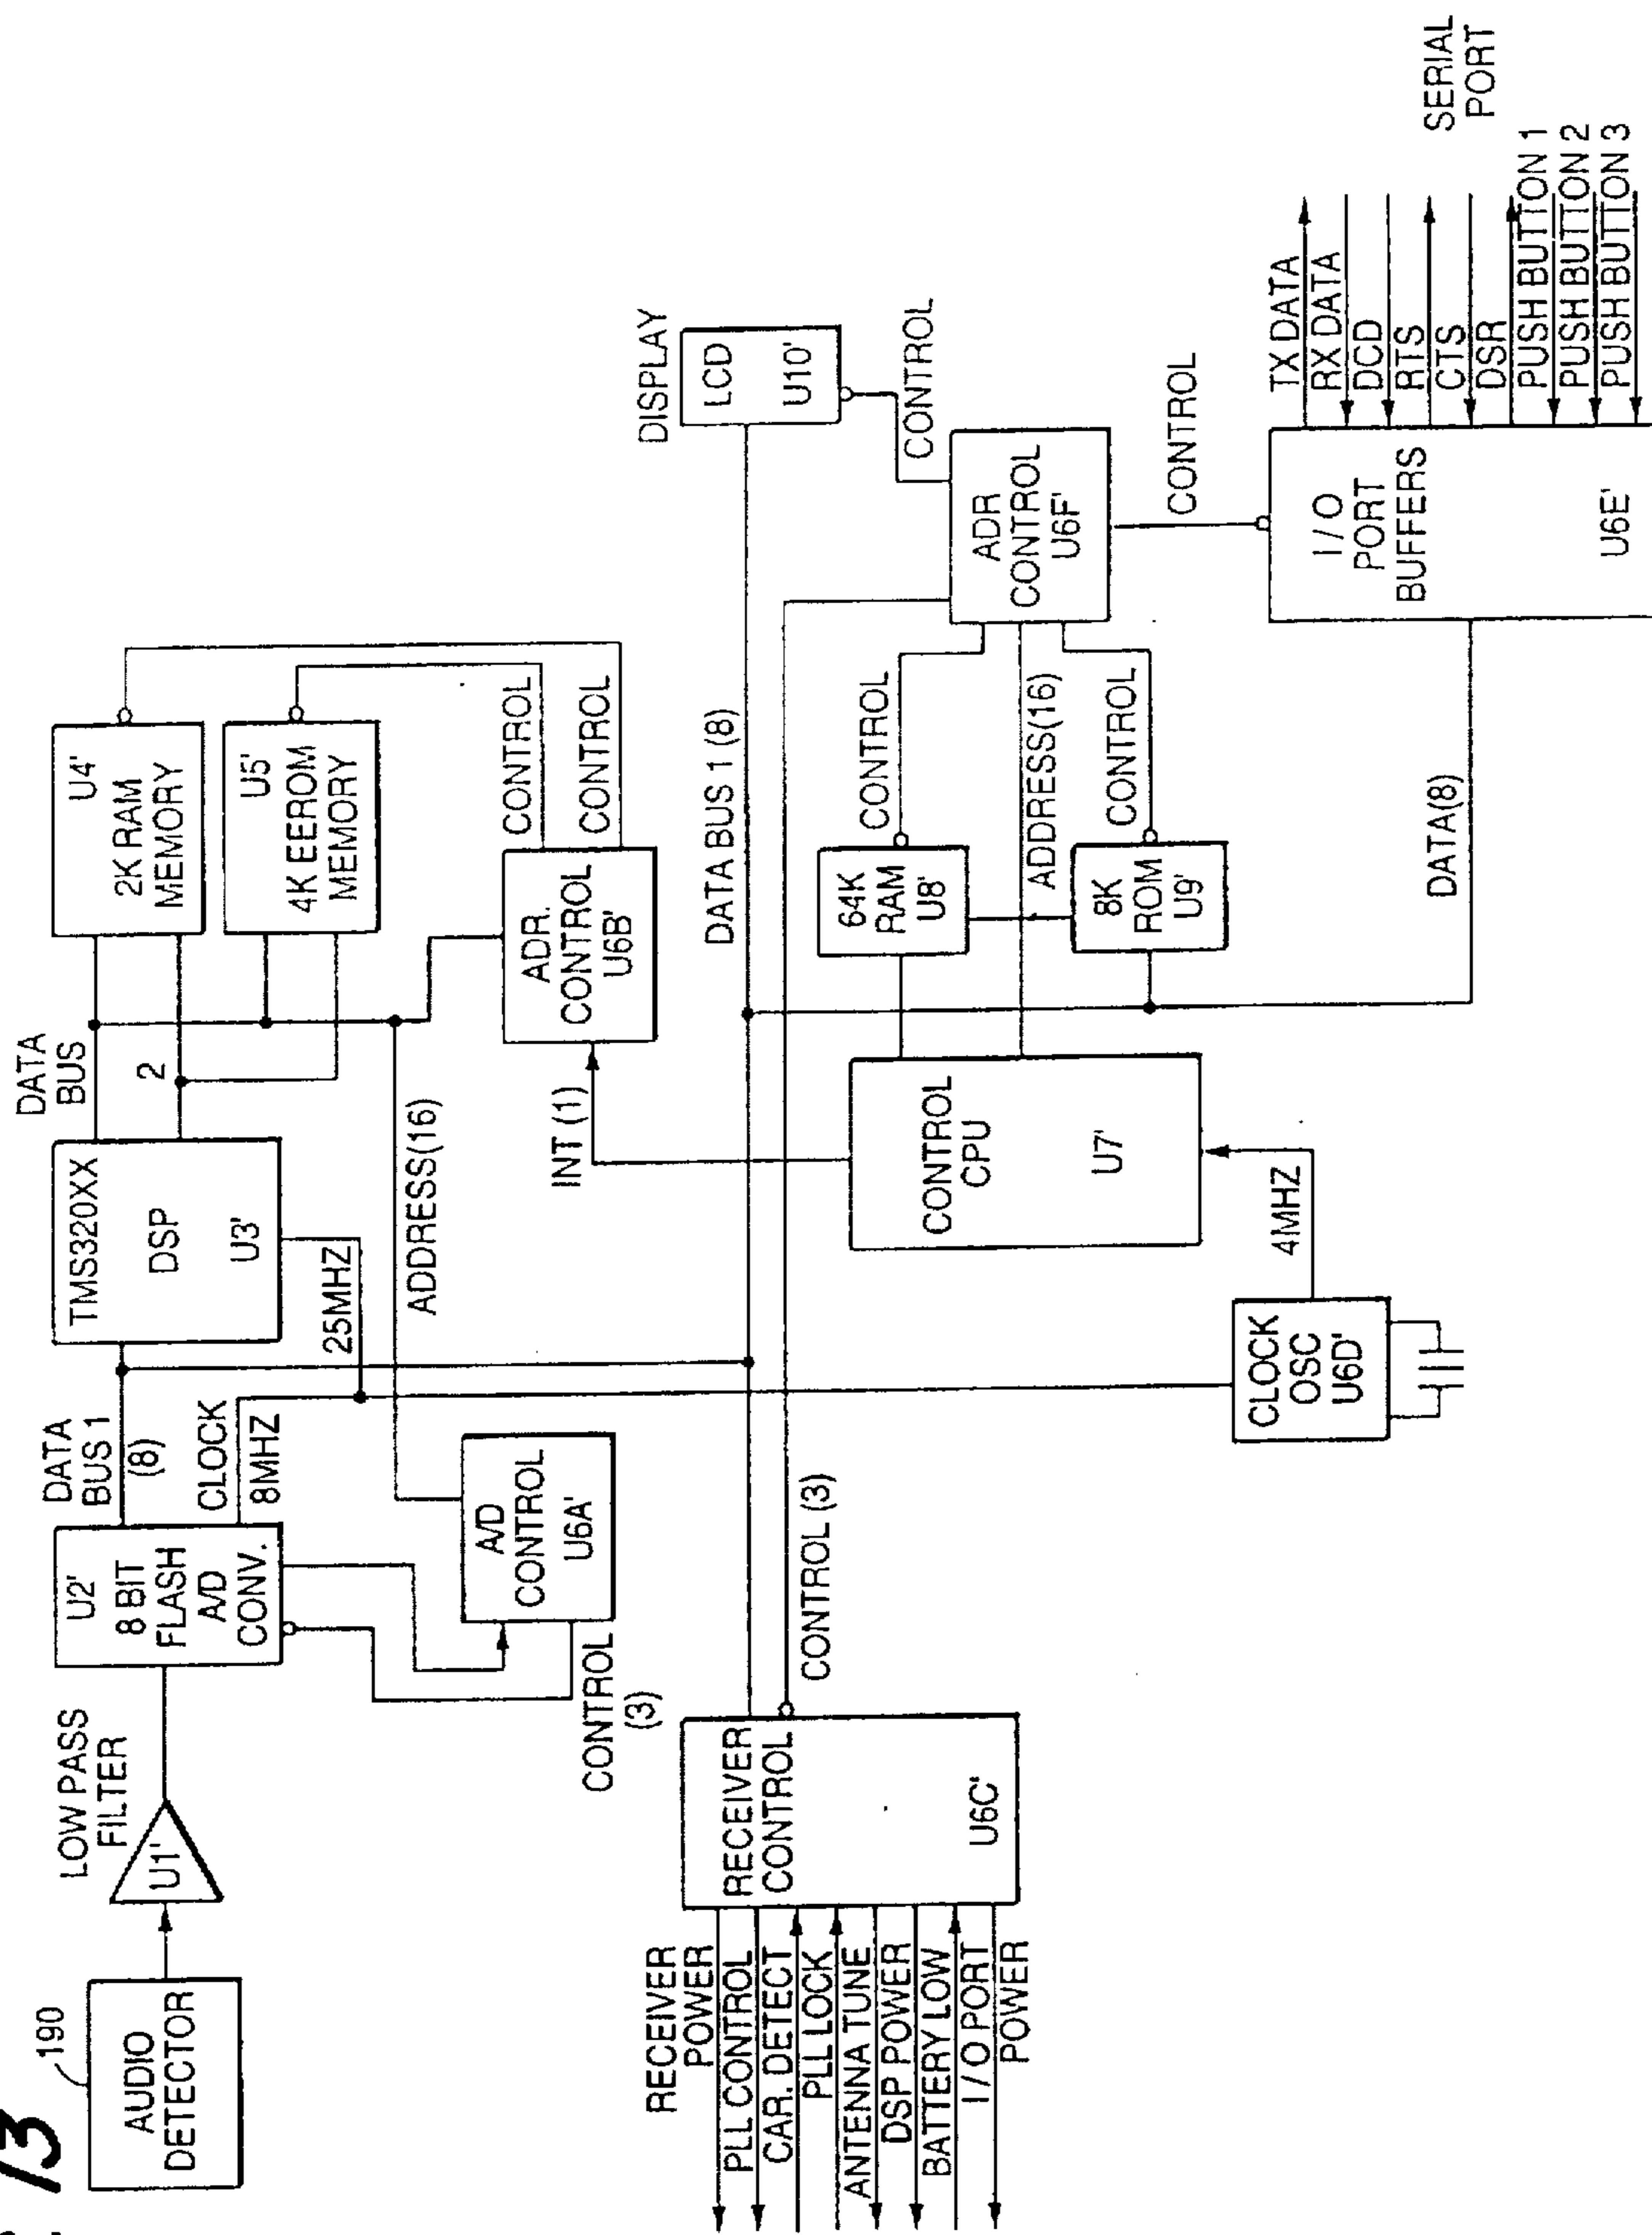 13
190
AUDIO
DETECTOR
LOW PASS
FILTER
U1'
U2'
8 BIT
FLASH
A/D
CONV.
DATA
BUS 1
(8)
CLOCK
8MHZ
TMS320XX
DSP
U3'
25MHZ
DATA
BUS
2
U4'
2K RAM
MEMORY
U5'
4K EEROM
MEMORY
A/D
CONTROL
U6A'
CONTROL
(3)
ADDRESS(16)
INT (1)
ADR.
CONTROL
U6B'
CONTROL
CONTROL
RECEIVER
CONTROL
U6C'
RECEIVER
POWER
PLL CONTROL
CAR. DETECT
PLL LOCK
ANTENNA TUNE
DSP POWER
BATTERY LOW
I/O PORT
POWER
CONTROL (3)
DATA BUS 1 (8)
DISPLAY
LCD
U10'
CONTROL
CONTROL
CPU
U7'
64K
RAM
U8'
CONTROL
ADDRESS(16)
8K
ROM
U9'
CONTROL
ADR
CONTROL
U6F'
CONTROL
CLOCK
OSC
U6D'
4MHZ
DATA(8)
I/O
PORT
BUFFERS
U6E'
TX DATA
RX DATA
DCD
RTS
CTS
DSR
PUSH BUTTON 1
PUSH BUTTON 2
PUSH BUTTON 3
SERIAL
PORT